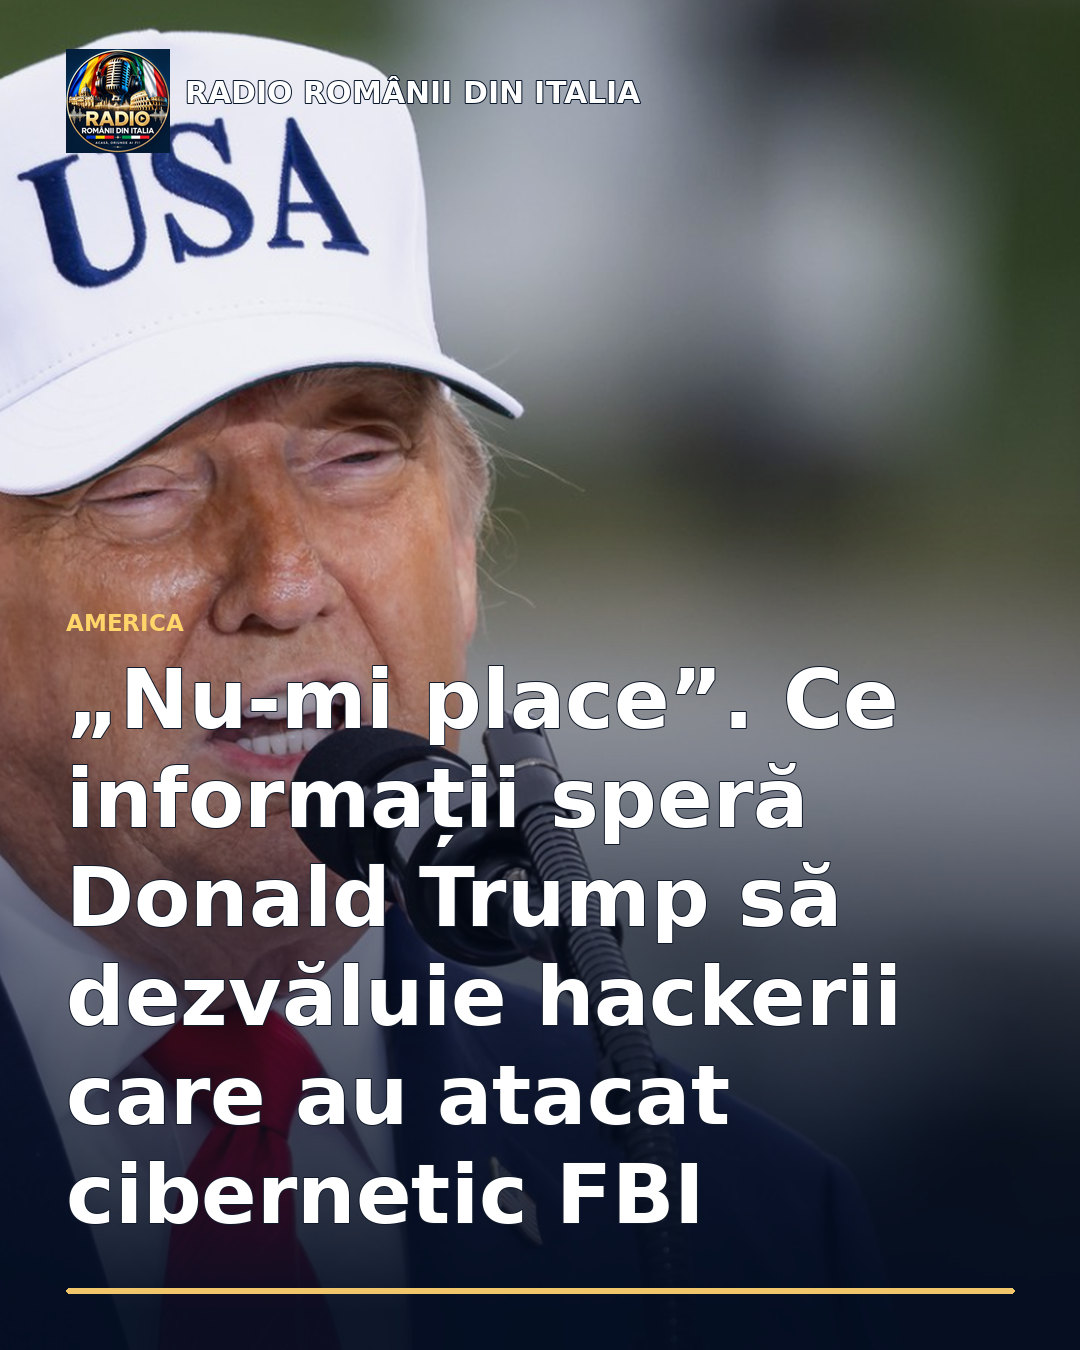 RADIO
ROMÂNII DIN ITALIA
RADIO ROMÂNII DIN ITALIA
USA
AMERICA
„Nu-mi place”. Ce
informații speră
Donald Trump să
dezvăluie hackerii
care au atacat
cibernetic FBI